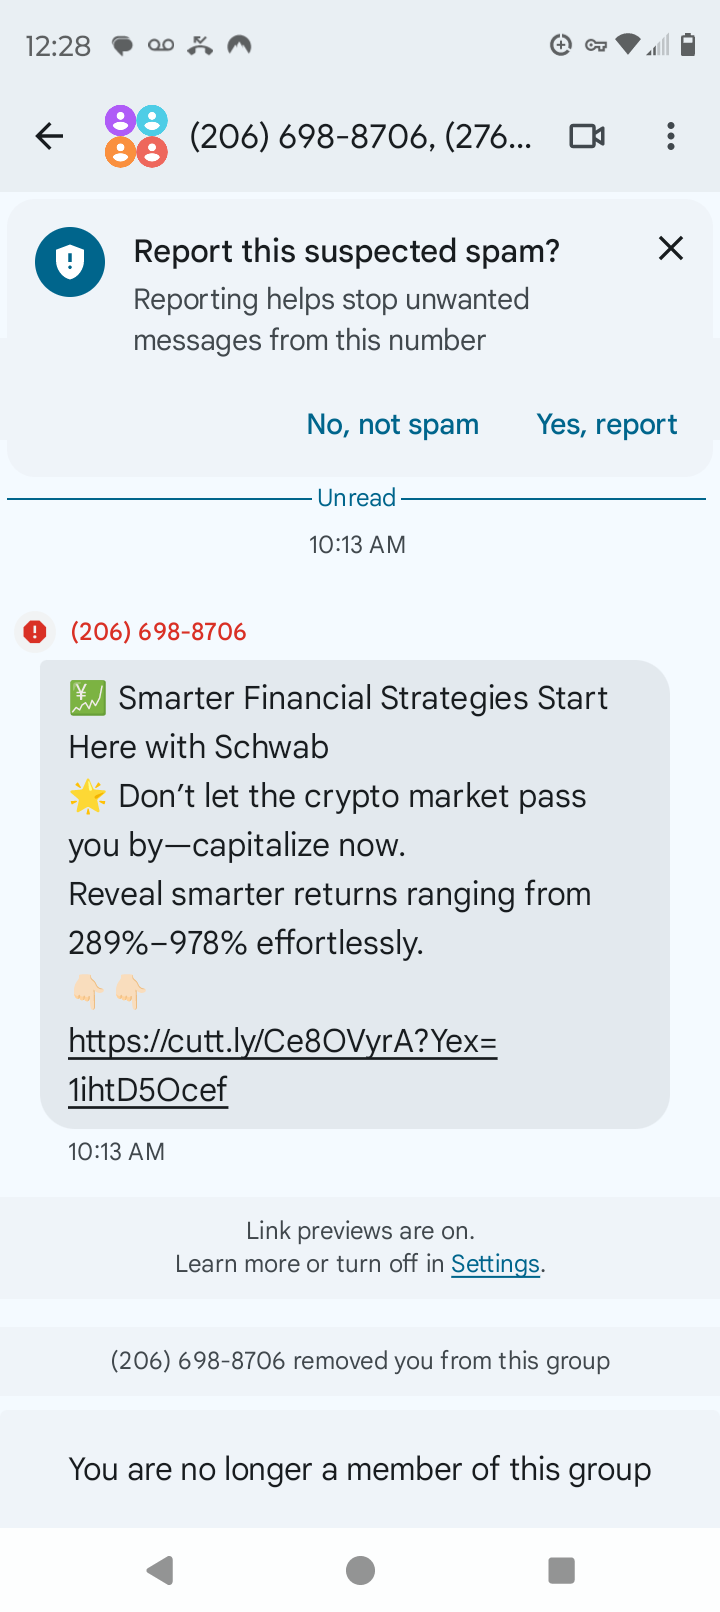 12:28
(206) 698-8706, (276...
Report this suspected spam?
Reporting helps stop unwanted
messages from this number
No, not spam Yes, report
Unread
10:13 AM
(206) 698-8706
💹 Smarter Financial Strategies Start
Here with Schwab
🌟 Don’t let the crypto market pass
you by—capitalize now.
Reveal smarter returns ranging from
289%–978% effortlessly.
👇🏻👇🏻
https://cutt.ly/Ce8OVyrA?Yex=
1ihtD5Ocef
10:13 AM
Link previews are on.
Learn more or turn off in Settings.
(206) 698-8706 removed you from this group
You are no longer a member of this group